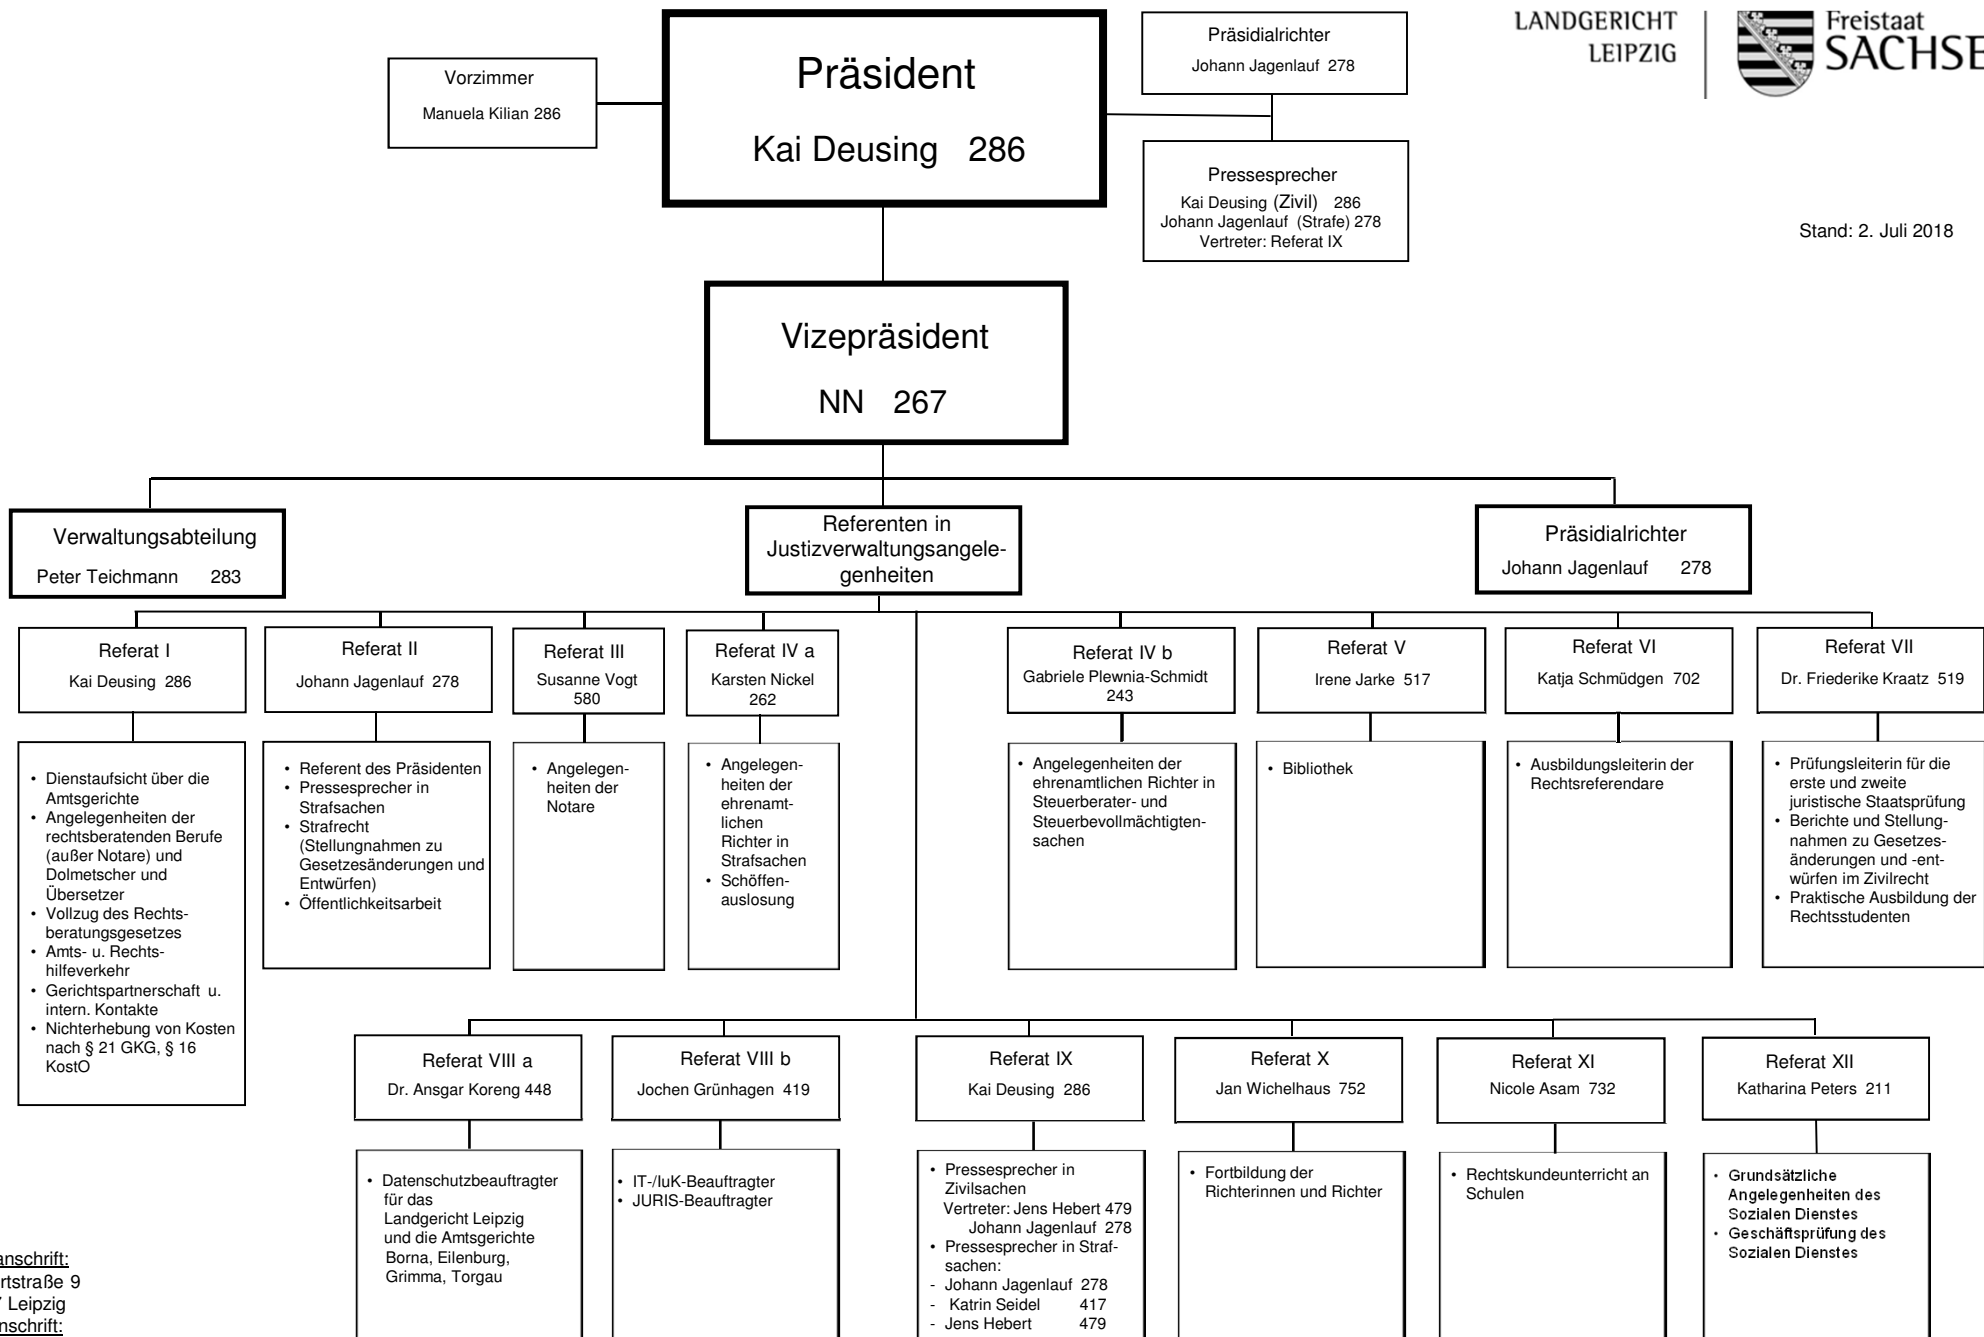 LANDGERICHT
LEIPZIG
Freistaat
SACHSE
Präsidialrichter
Johann Jagenlauf 278
Vorzimmer
Manuela Kilian 286
Präsident
Kai Deusing 286
Pressesprecher
Kai Deusing (Zivil) 286
Johann Jagenlauf (Strafe) 278
Vertreter: Referat IX
Stand: 2. Juli 2018
Vizepräsident
NN 267
Verwaltungsabteilung
Peter Teichmann 283
Referenten in
Justizverwaltungsangele-
genheiten
Präsidialrichter
Johann Jagenlauf 278
Referat I
Kai Deusing 286
Referat II
Johann Jagenlauf 278
Referat III
Susanne Vogt
580
Referat IV a
Karsten Nickel
262
Referat IV b
Gabriele Plewnia-Schmidt
243
Referat V
Irene Jarke 517
Referat VI
Katja Schmüdgen 702
Referat VII
Dr. Friederike Kraatz 519
• Dienstaufsicht über die
Amtsgerichte
• Angelegenheiten der
rechtsberatenden Berufe
(außer Notare) und
Dolmetscher und
Übersetzer
• Vollzug des Rechts-
beratungsgesetzes
• Amts- u. Rechts-
hilfeverkehr
• Gerichtspartnerschaft u.
intern. Kontakte
• Nichterhebung von Kosten
nach § 21 GKG, § 16
KostO
• Referent des Präsidenten
• Pressesprecher in
Strafsachen
• Strafrecht
(Stellungnahmen zu
Gesetzesänderungen und
Entwürfen)
• Öffentlichkeitsarbeit
• Angelegen-
heiten der
Notare
• Angelegen-
heiten der
ehrenamt-
lichen
Richter in
Strafsachen
• Schöffen-
auslosung
• Angelegenheiten der
ehrenamtlichen Richter in
Steuerberater- und
Steuerbevollmächtigten-
sachen
• Bibliothek
• Ausbildungsleiterin der
Rechtsreferendare
• Prüfungsleiterin für die
erste und zweite
juristische Staatsprüfung
• Berichte und Stellung-
nahmen zu Gesetzes-
änderungen und -ent-
würfen im Zivilrecht
• Praktische Ausbildung der
Rechtsstudenten
Referat VIII a
Dr. Ansgar Koreng 448
Referat VIII b
Jochen Grünhagen 419
Referat IX
Kai Deusing 286
Referat X
Jan Wichelhaus 752
Referat XI
Nicole Asam 732
Referat XII
Katharina Peters 211
• Datenschutzbeauftragter
für das
Landgericht Leipzig
und die Amtsgerichte
Borna, Eilenburg,
Grimma, Torgau
• IT-/IuK-Beauftragter
• JURIS-Beauftragter
• Pressesprecher in
Zivilsachen
Vertreter: Jens Hebert 479
Johann Jagenlauf 278
• Pressesprecher in Straf-
sachen:
- Johann Jagenlauf 278
- Katrin Seidel 417
- Jens Hebert 479
• Fortbildung der
Richterinnen und Richter
• Rechtskundeunterricht an
Schulen
• Grundsätzliche
Angelegenheiten des
Sozialen Dienstes
• Geschäftsprüfung des
Sozialen Dienstes
anschrift:
rtstraße 9
Leipzig
nschrift: